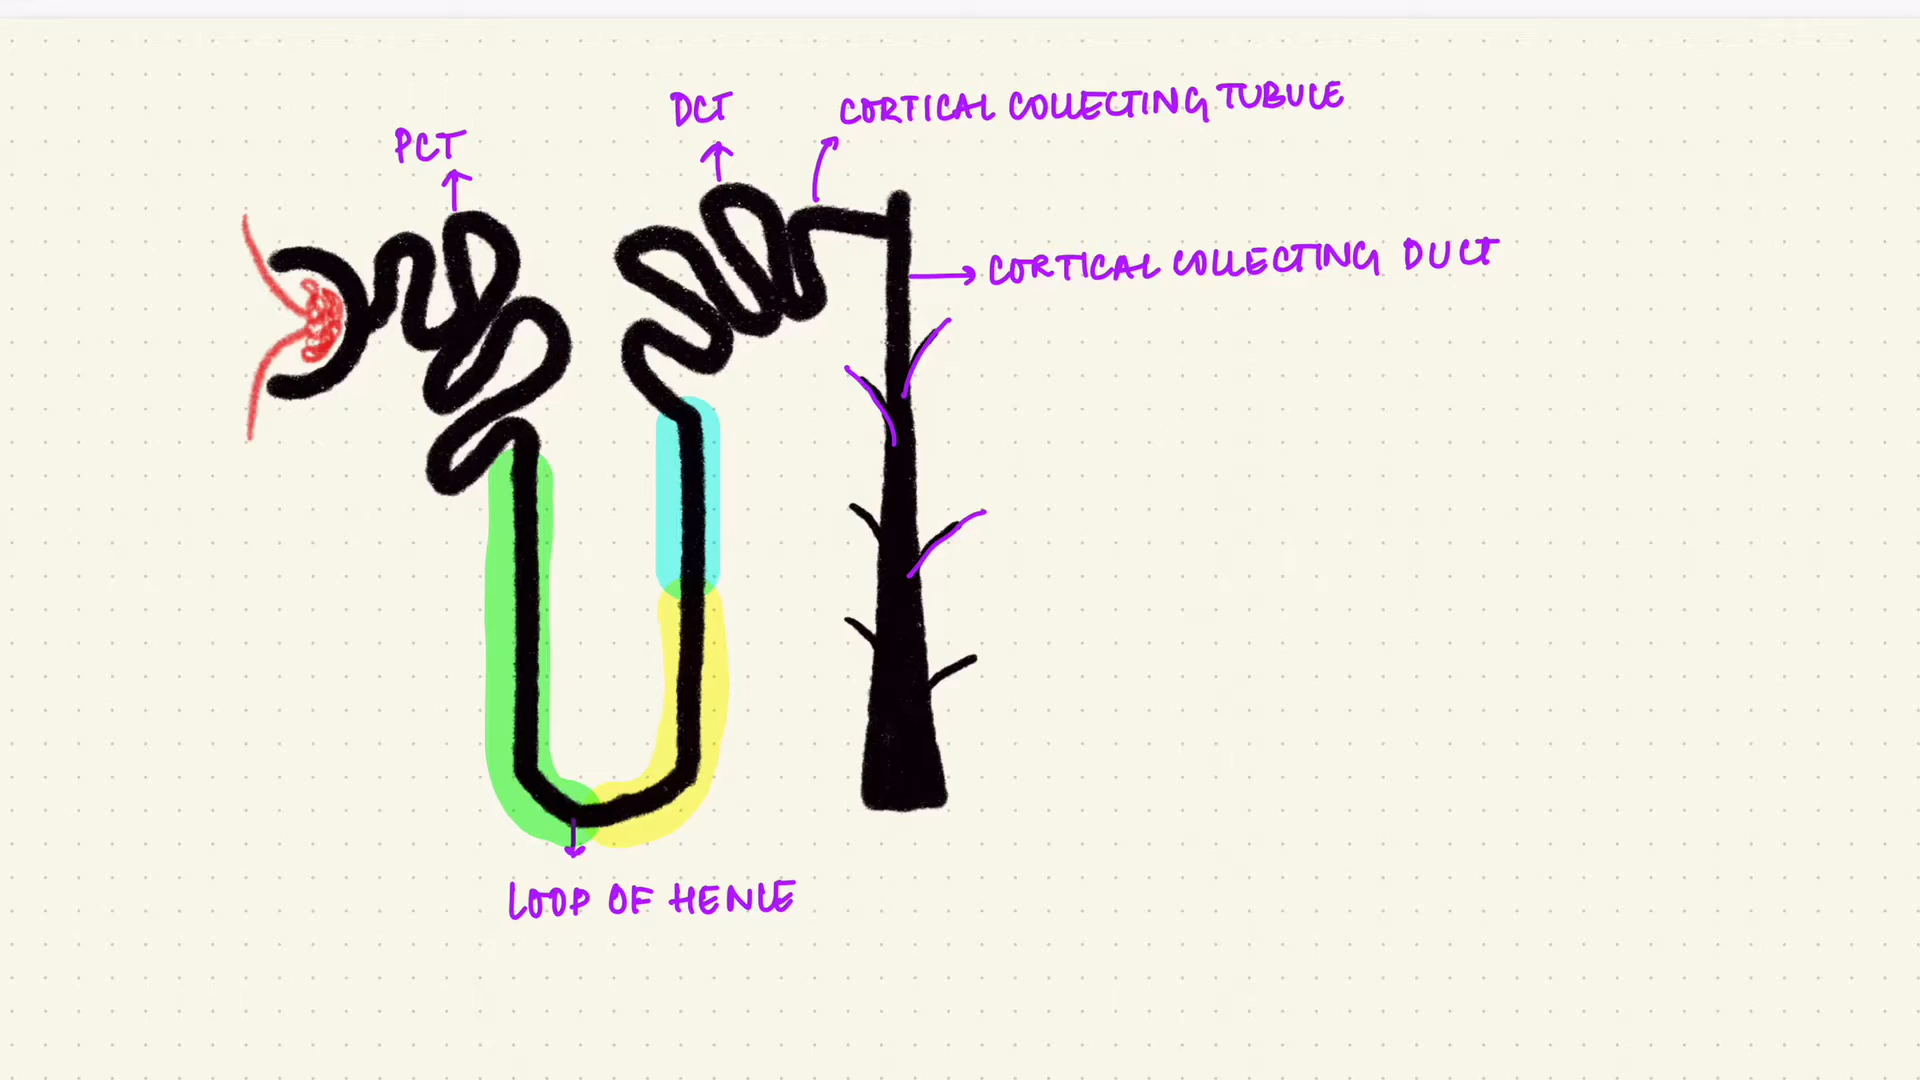 DCT
CORTICAL COLLECTING TUBULE
PCT
CORTICAL COLLECTING DUCT
LOOP OF HENLE